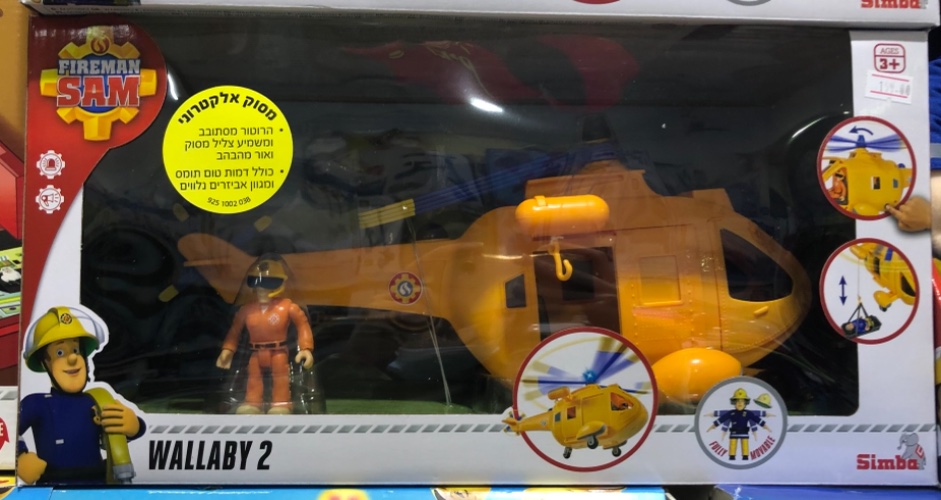 Simba
FIREMAN
SAM
AGES
3+
מסוק אלקטרוני
• הרוטור מסתובב
ומשמיע צליל מסוק
ואור מהבהב
• כולל דמות טום תומס
ומגוון אביזרים נלווים
925 1002 036
WALLABY 2
FULLY MOVABLE
Simba